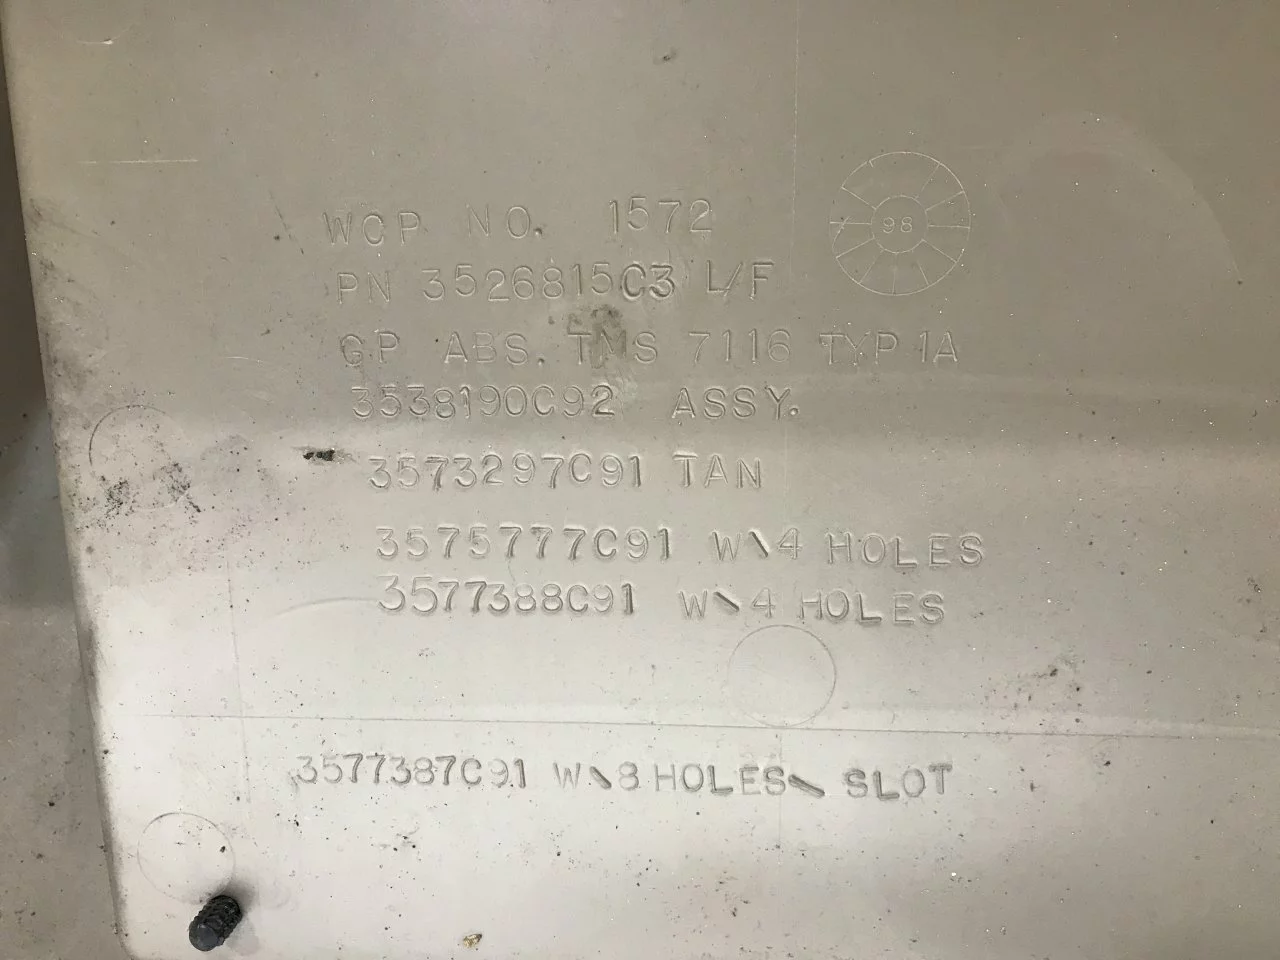 WCP NO. 1572
98
PN 3526815C3 L/F
GP ABS. TMS 7116 TYP 1A
3538190C92 ASSY.
3573297C91 TAN
3575777C91 W\4 HOLES
3577388C91 W\4 HOLES
3577387C91 W\8 HOLES\ SLOT